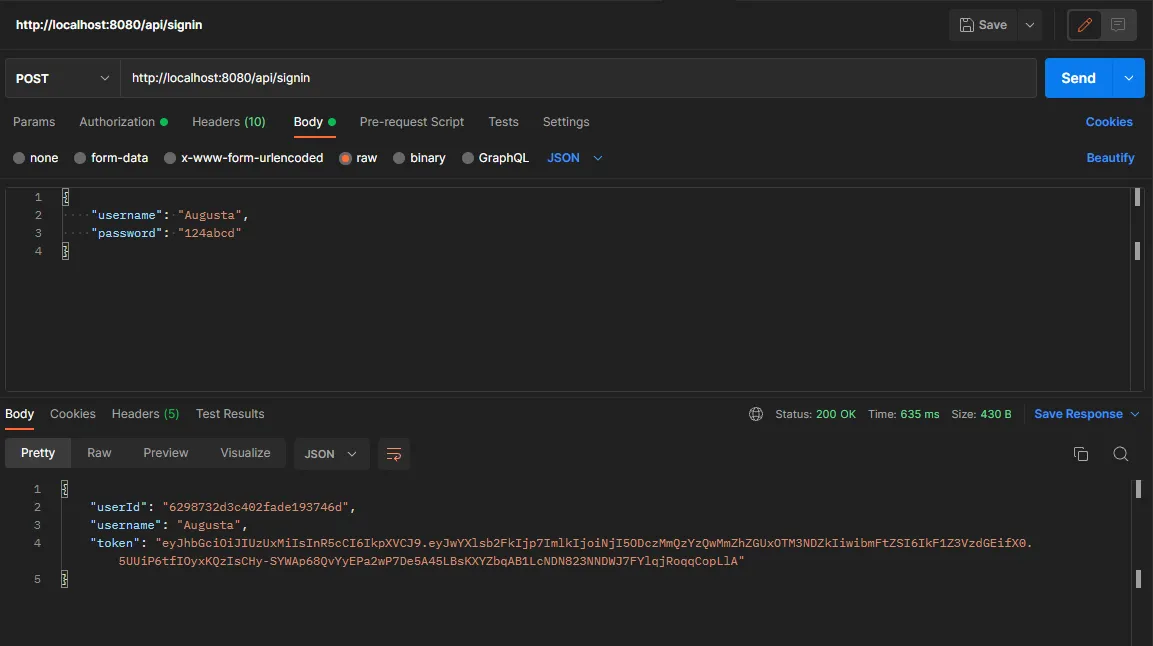 http://localhost:8080/api/signin
Save
POST
http://localhost:8080/api/signin
Send
Params Authorization Headers (10) Body Pre-request Script Tests Settings Cookies
none form-data x-www-form-urlencoded raw binary GraphQL JSON Beautify
1 {
2 "username": "Augusta",
3 "password": "124abcd"
4 }
Body Cookies Headers (5) Test Results Status: 200 OK Time: 635 ms Size: 430 B Save Response
Pretty Raw Preview Visualize JSON
1 {
2 "userId": "6298732d3c402fade193746d",
3 "username": "Augusta",
4 "token": "eyJhbGciOiJIUzUxMiIsInR5cCI6IkpXVCJ9.eyJwYXlsb2FkIjp7ImlkIjoiNjI5ODczMmQzYzQwMmZhZGUxOTM3NDZkIiwibmFtZSI6IkF1Z3VzdGEifX0.
5UUiP6tfIOyxKQzIsCHy-SYWAp68QvYyEPa2wP7De5A45LBsKXYZbqAB1LcNDN823NNDWJ7FYlqjRoqqCopLlA"
5 }